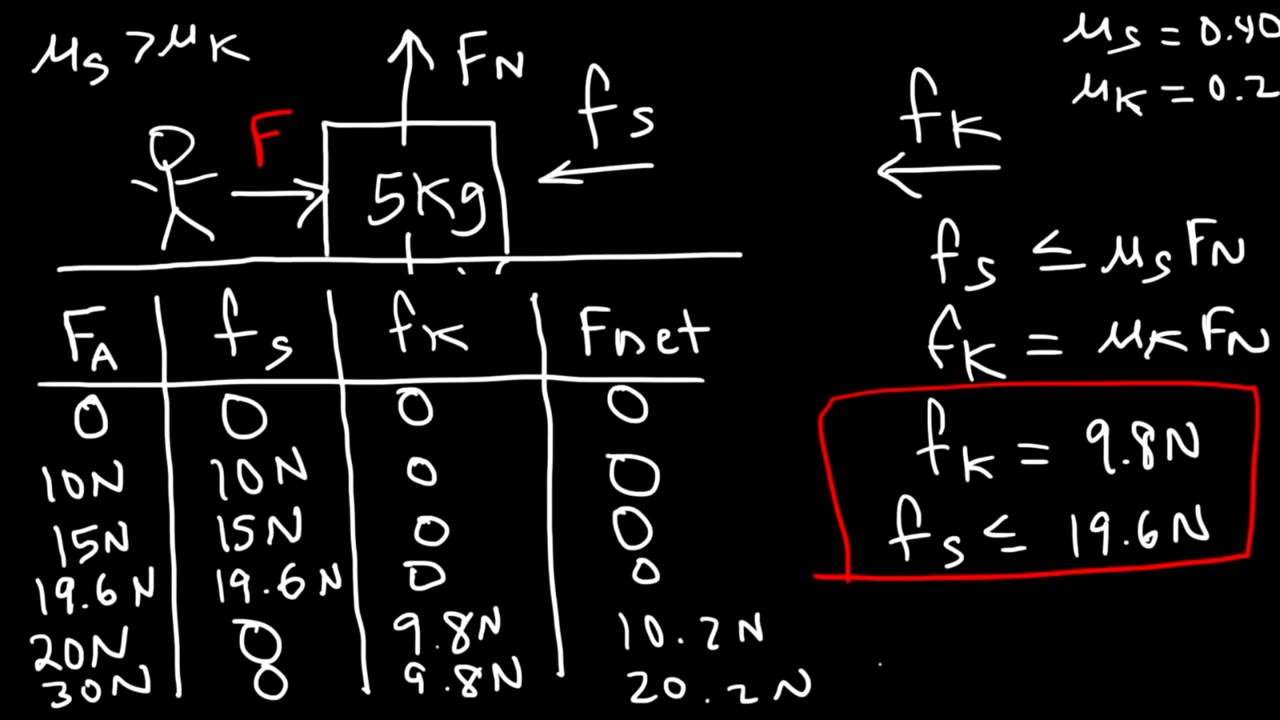 μs > μK
F
FN
fs
5Kg
fK
μs = 0.40
μK = 0.2
fs ≤ μs FN
fK = μK FN
fK = 9.8N
fs ≤ 19.6N
FA fs fK Fnet
0 0 0 0
10N 10N 0 0
15N 15N 0 0
19.6N 19.6N 0 0
20N 0 9.8N 10.2N
30N 0 9.8N 20.2N